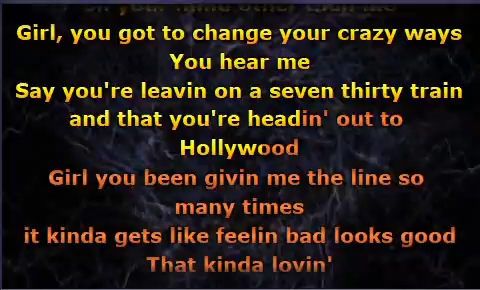 Girl, you got to change your crazy ways
You hear me
Say you're leavin on a seven thirty train
and that you're headin' out to
Hollywood
Girl you been givin me the line so
many times
it kinda gets like feelin bad looks good
That kinda lovin'